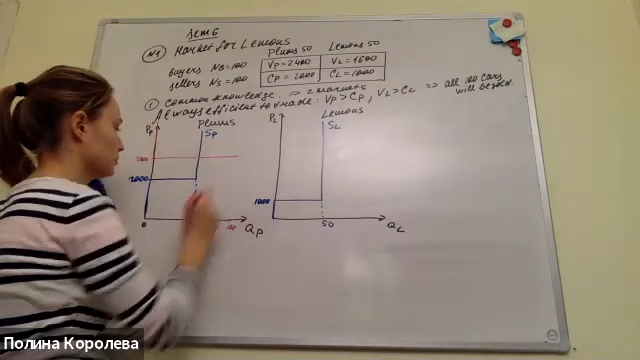 Sem 6
№1 Market for Lemons
Plums 50 Lemons 50
buyers NB=100 VP=2400 VL=1600
sellers NS=100 CP=2000 CL=1000
① Common knowledge. ⇒ 2 markets
Always efficient to trade: VP>CP, VL>CL ⇒ all 100 cars
will be sold.
PP Plums SP PL Lemons SL
2000
1000
0 QP 50 QL
Полина Королева